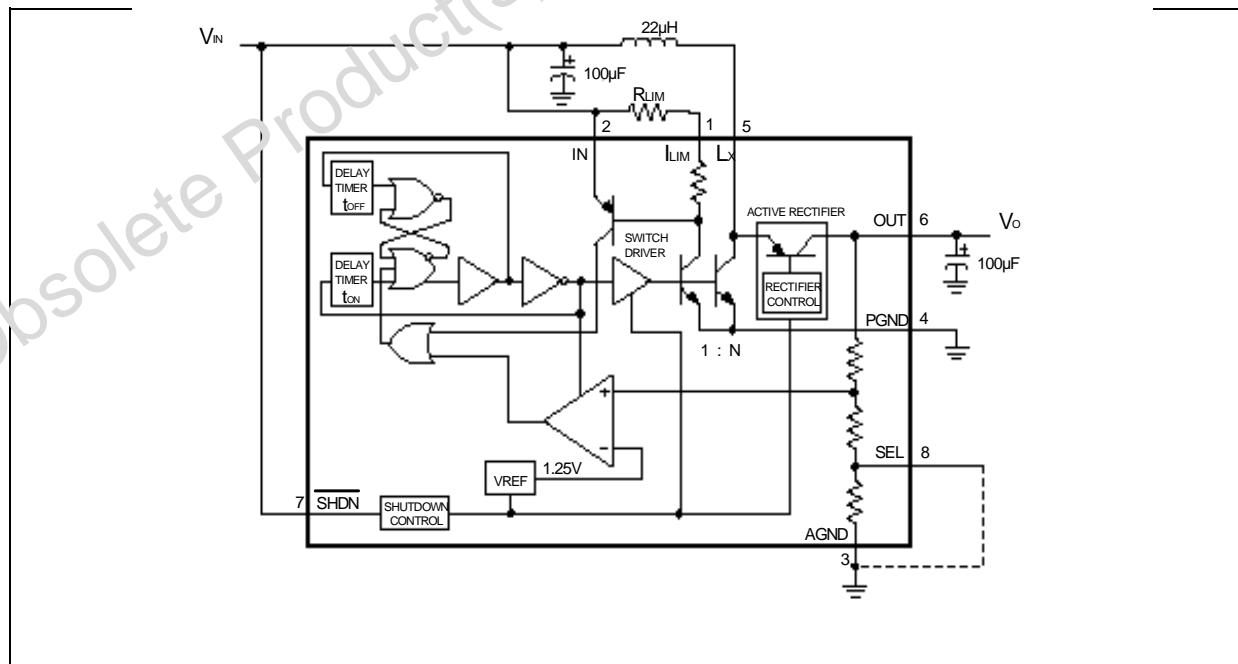 Obsolete Product(s)
VIN
22µH
+
100µF
RLIM
2
1
5
IN
ILIM
LX
DELAY
TIMER
tOFF
ACTIVE RECTIFIER
OUT
6
VO
SWITCH
DRIVER
+
100µF
DELAY
TIMER
tON
RECTIFIER
CONTROL
PGND
4
1 : N
+
−
SEL
8
1.25V
VREF
7
SHDN
SHUTDOWN
CONTROL
AGND
3